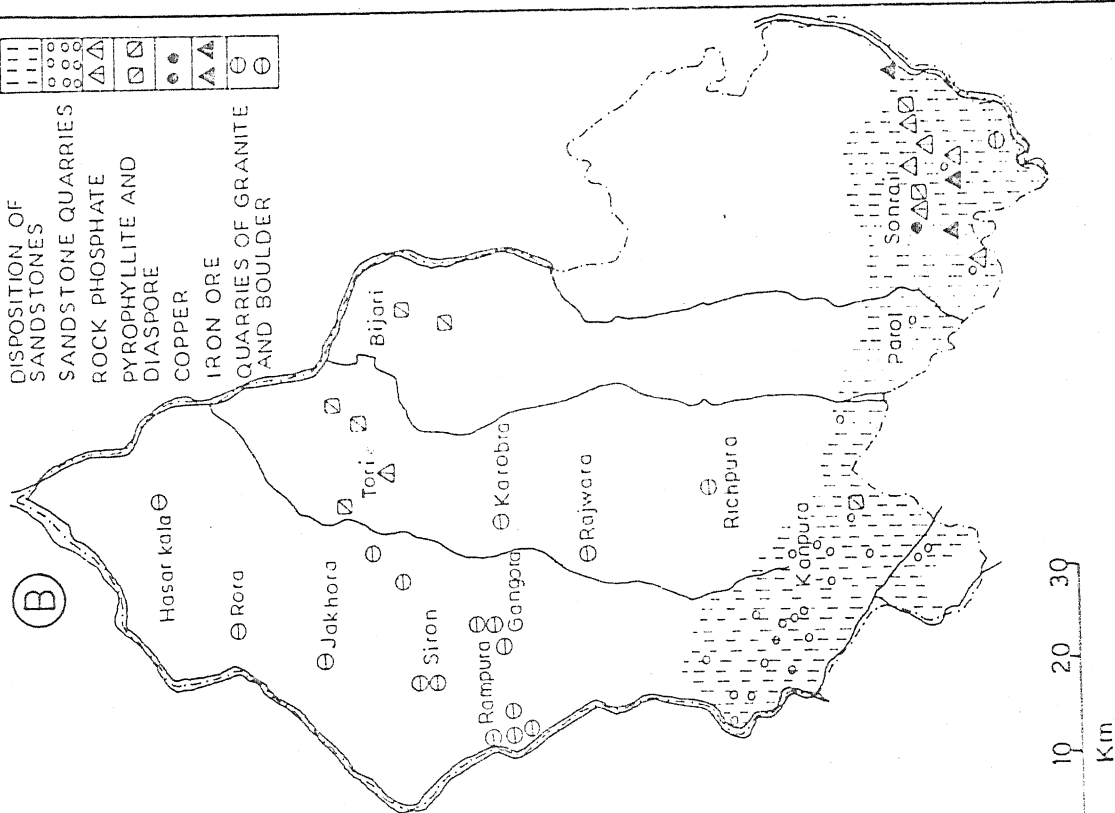 DISPOSITION OF
SANDSTONES
SANDSTONE QUARRIES
ROCK PHOSPHATE
PYROPHYLLITE AND
DIASPORE
COPPER
IRON ORE
QUARRIES OF GRANITE
AND BOULDER
B
Hasar kala
Rora
Jakhora
Siron
Rampura
Gangora
Tori
Bijari
Karobra
Rajwara
Richpura
Kanpura
Parol
Sonrai
10 20 30
Km